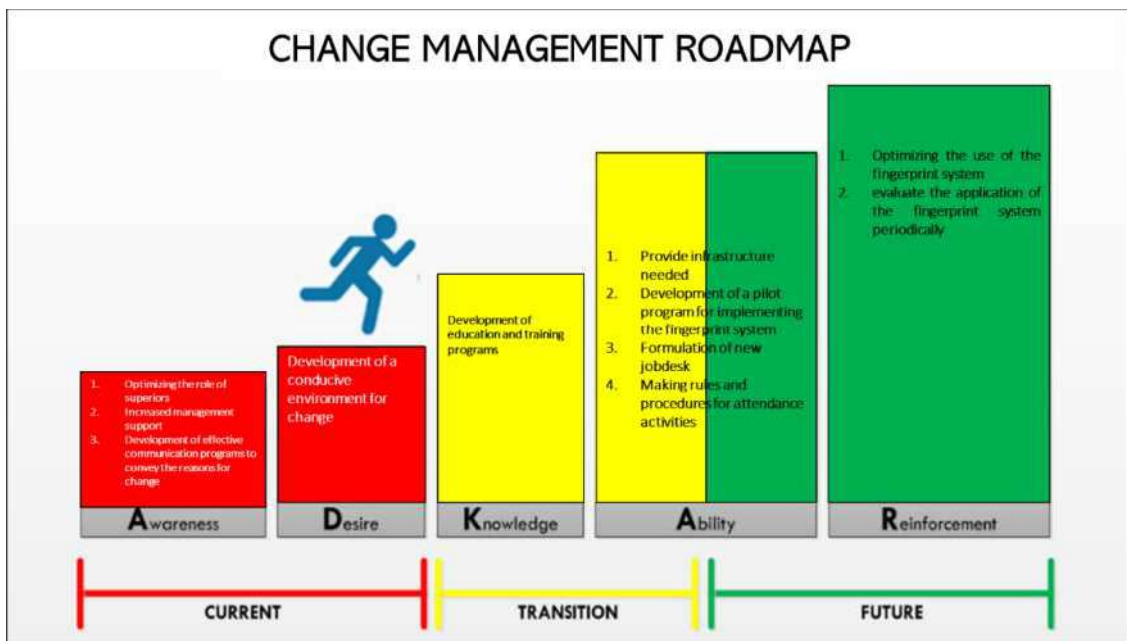 CHANGE MANAGEMENT ROADMAP
1. Optimizing the role of
superiors
2. Increased management
support
3. Development of effective
communication programs to
convey the reasons for
change
Awareness
Development of a
conducive
environment for
change
Desire
Development of
education and training
programs
Knowledge
1. Provide infrastructure
needed
2. Development of a pilot
program for implementing
the fingerprint system
3. Formulation of new
jobdesk
4. Making rules and
procedures for attendance
activities
Ability
1. Optimizing the use of the
fingerprint system
2. evaluate the application of
the fingerprint system
periodically
Reinforcement
CURRENT
TRANSITION
FUTURE